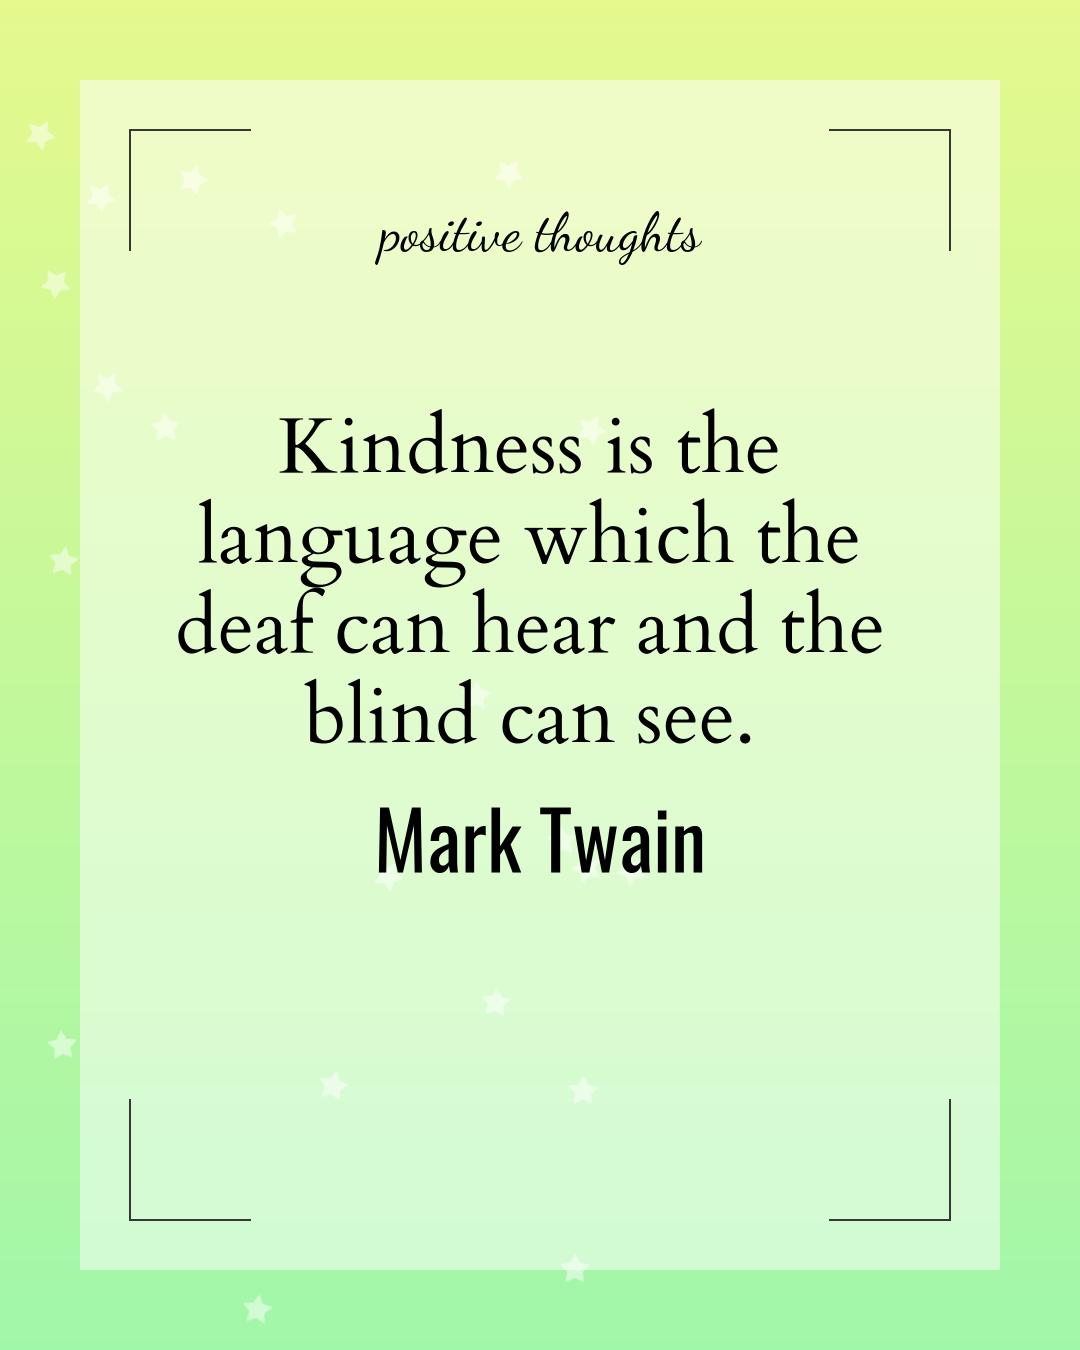 positive thoughts
Kindness is the
language which the
deaf can hear and the
blind can see.
Mark Twain